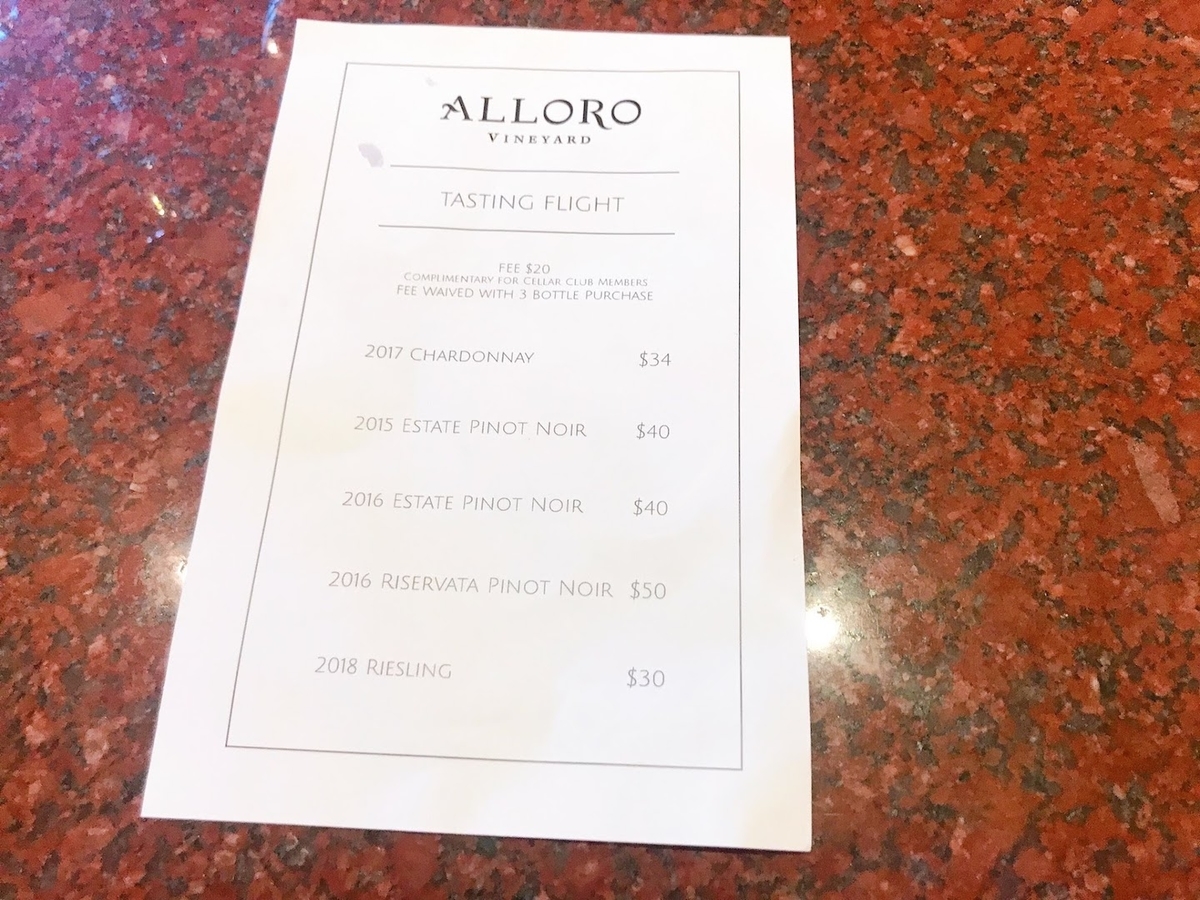 ALLORO
VINEYARD
TASTING FLIGHT
FEE $20
COMPLIMENTARY FOR CELLAR CLUB MEMBERS
FEE WAIVED WITH 3 BOTTLE PURCHASE
2017 CHARDONNAY $34
2015 ESTATE PINOT NOIR $40
2016 ESTATE PINOT NOIR $40
2016 RISERVATA PINOT NOIR $50
2018 RIESLING $30